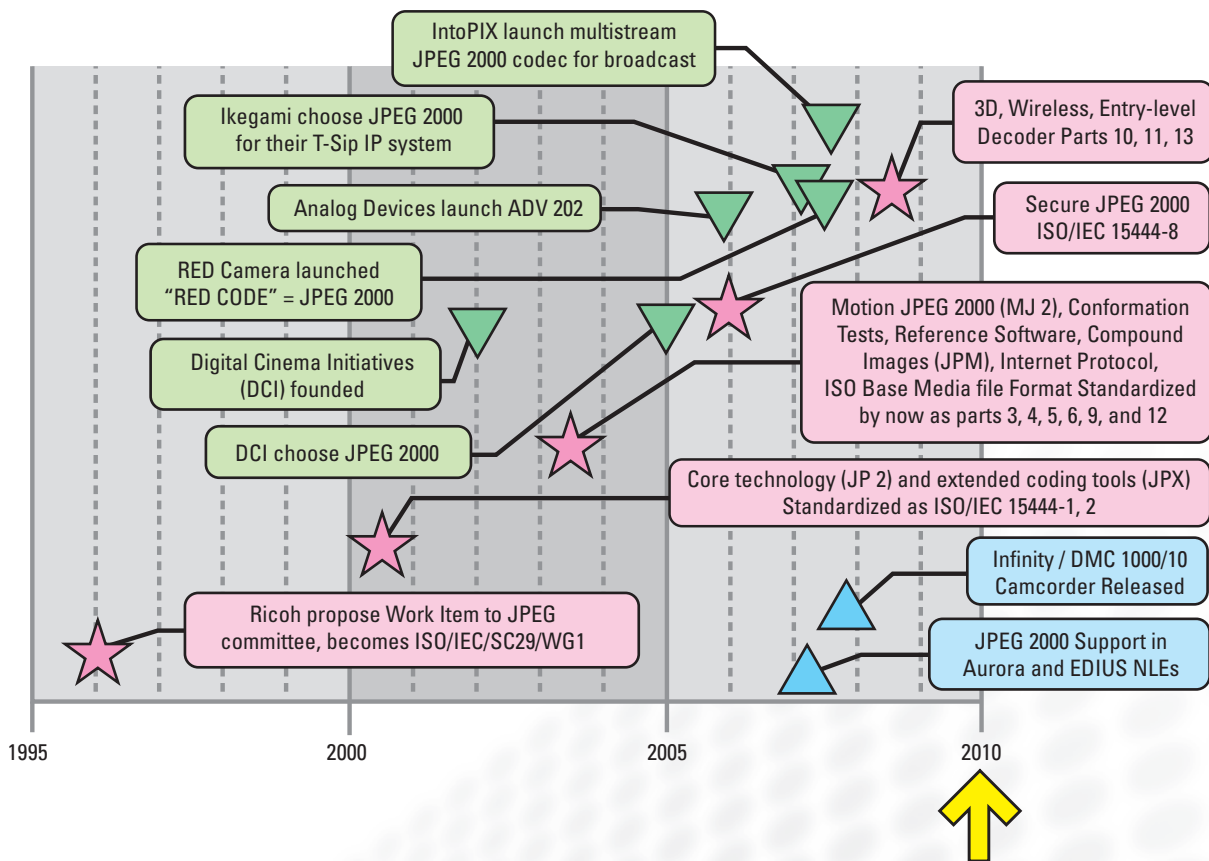 IntoPIX launch multistream
JPEG 2000 codec for broadcast
Ikegami choose JPEG 2000
for their T-Sip IP system
3D, Wireless, Entry-level
Decoder Parts 10, 11, 13
Analog Devices launch ADV 202
Secure JPEG 2000
ISO/IEC 15444-8
RED Camera launched
“RED CODE” = JPEG 2000
Motion JPEG 2000 (MJ 2), Conformation
Tests, Reference Software, Compound
Images (JPM), Internet Protocol,
ISO Base Media file Format Standardized
by now as parts 3, 4, 5, 6, 9, and 12
Digital Cinema Initiatives
(DCI) founded
DCI choose JPEG 2000
Core technology (JP 2) and extended coding tools (JPX)
Standardized as ISO/IEC 15444-1, 2
Infinity / DMC 1000/10
Camcorder Released
Ricoh propose Work Item to JPEG
committee, becomes ISO/IEC/SC29/WG1
JPEG 2000 Support in
Aurora and EDIUS NLEs
1995
2000
2005
2010